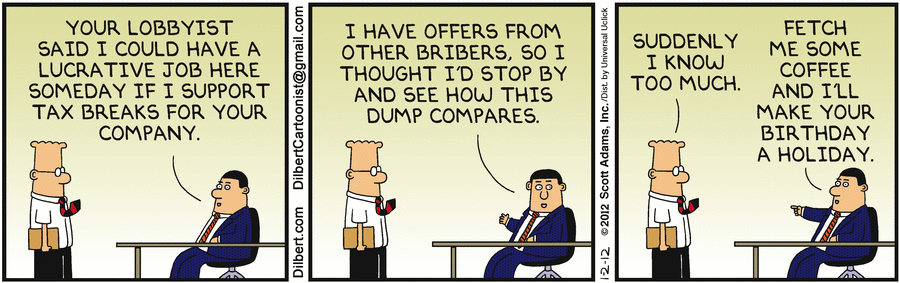 YOUR LOBBYIST
SAID I COULD HAVE A
LUCRATIVE JOB HERE
SOMEDAY IF I SUPPORT
TAX BREAKS FOR YOUR
COMPANY.
Dilbert.com DilbertCartoonist@gmail.com
I HAVE OFFERS FROM
OTHER BRIBERS, SO I
THOUGHT I'D STOP BY
AND SEE HOW THIS
DUMP COMPARES.
1-2-12 © 2012 Scott Adams, Inc. /Dist. by Universal Uclick
SUDDENLY
I KNOW
TOO MUCH.
FETCH
ME SOME
COFFEE
AND I'LL
MAKE YOUR
BIRTHDAY
A HOLIDAY.